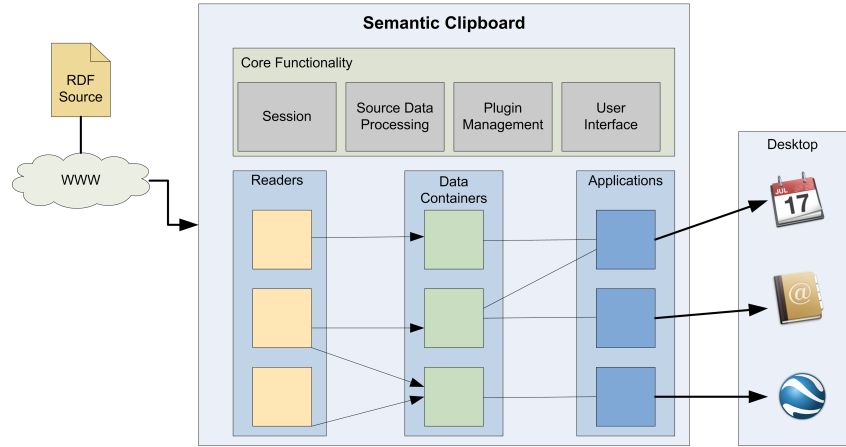 Semantic Clipboard
Core Functionality
RDF
Source
Session
Source Data
Processing
Plugin
Management
User
Interface
WWW
Desktop
Readers
Data
Containers
Applications
JUL
17
@